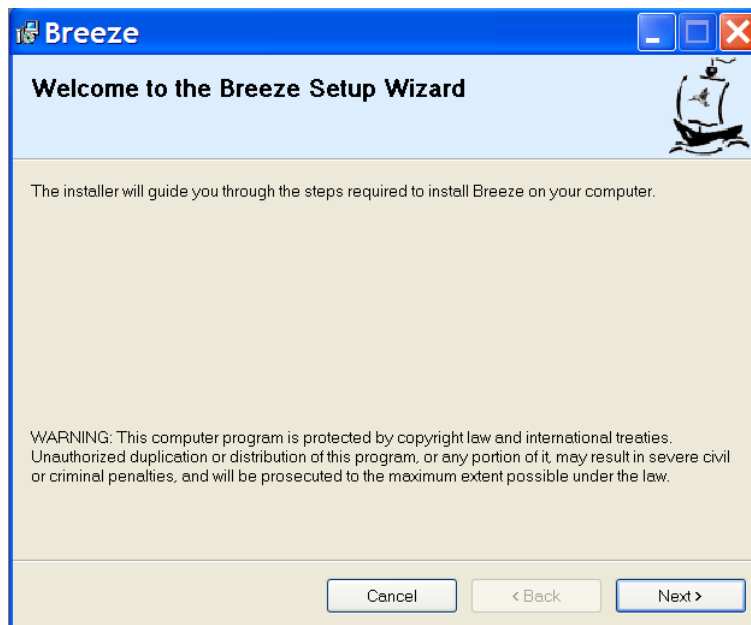 Breeze
Welcome to the Breeze Setup Wizard
The installer will guide you through the steps required to install Breeze on your computer.
WARNING: This computer program is protected by copyright law and international treaties.
Unauthorized duplication or distribution of this program, or any portion of it, may result in severe civil
or criminal penalties, and will be prosecuted to the maximum extent possible under the law.
Cancel
< Back
Next >